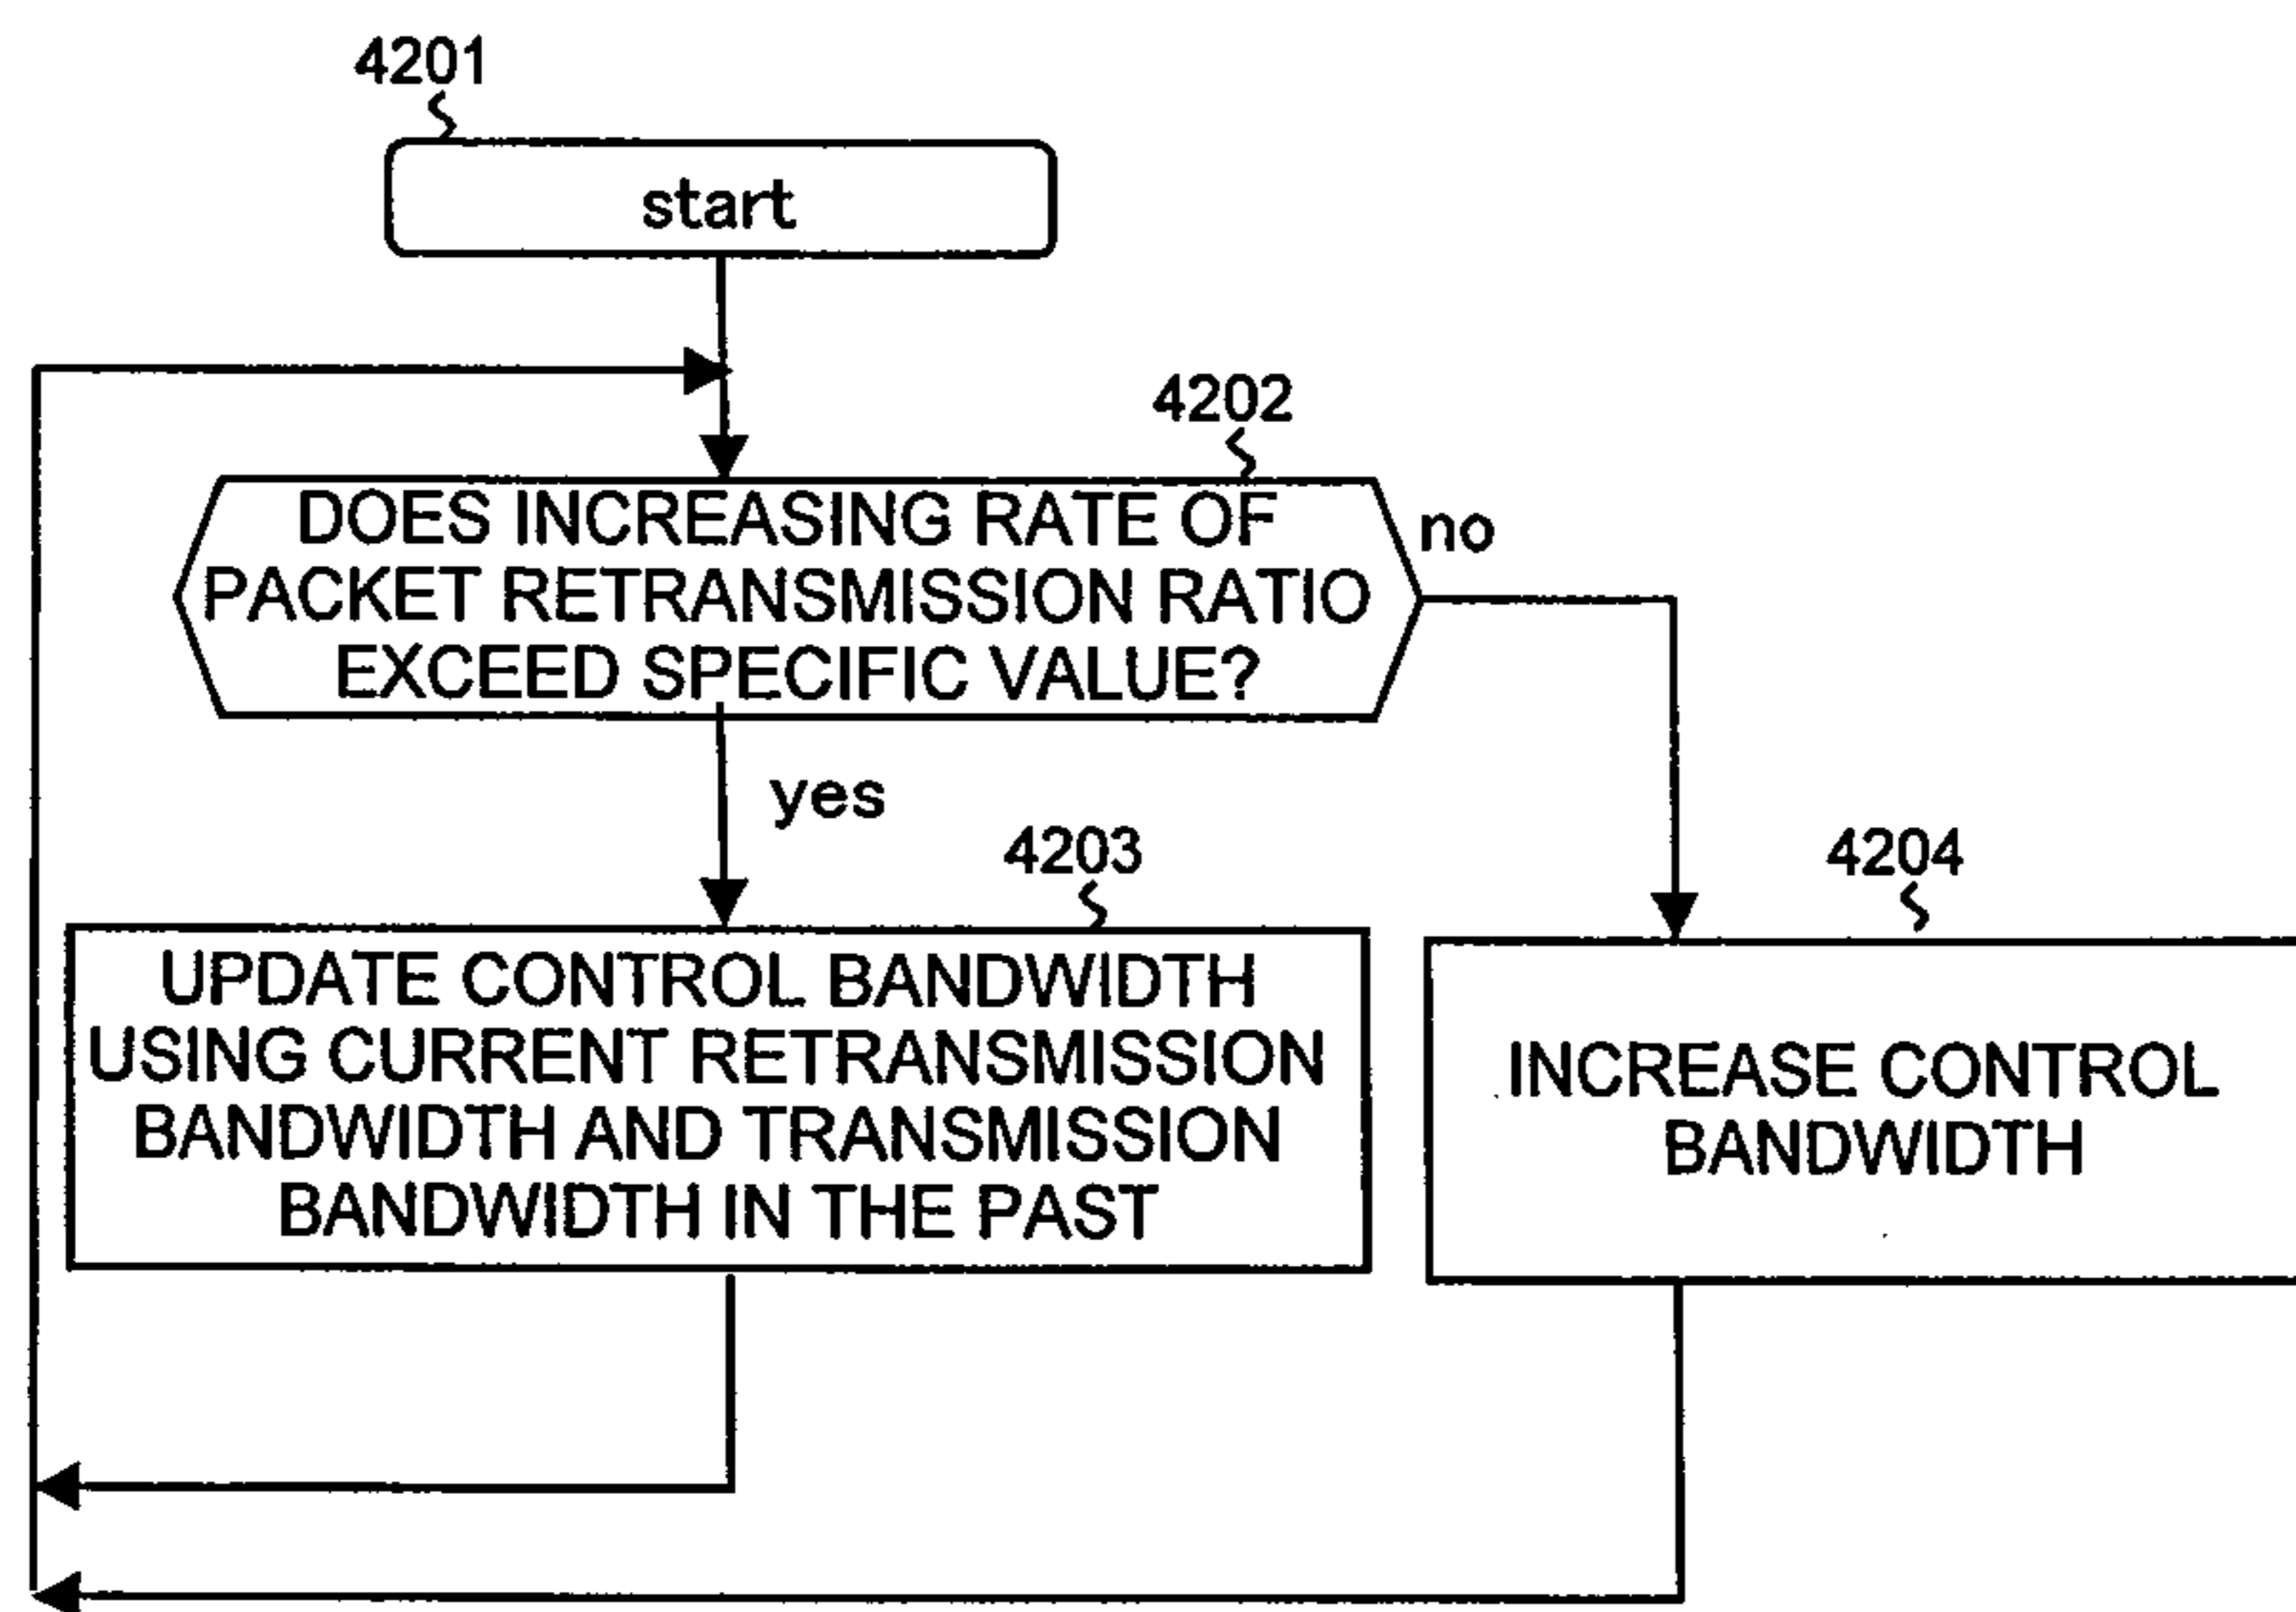 4201
start
4202
DOES INCREASING RATE OF
PACKET RETRANSMISSION RATIO
EXCEED SPECIFIC VALUE?
no
yes
4203
UPDATE CONTROL BANDWIDTH
USING CURRENT RETRANSMISSION
BANDWIDTH AND TRANSMISSION
BANDWIDTH IN THE PAST
4204
INCREASE CONTROL
BANDWIDTH